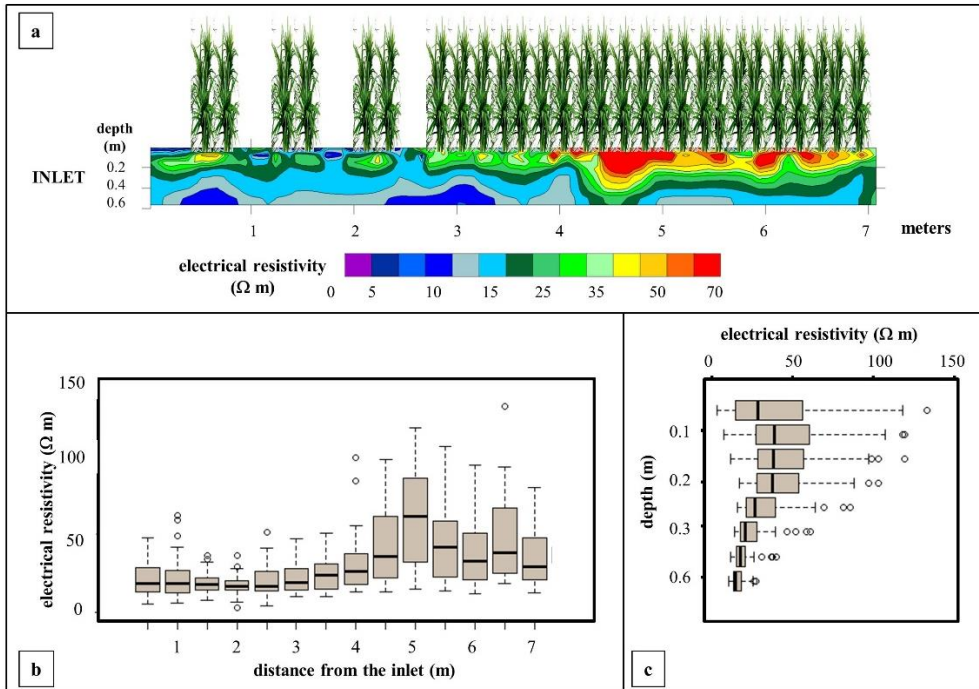 a
depth
(m)
INLET
0.2
0.4
0.6
1 2 3 4 5 6 7 meters
electrical resistivity
(Ω m)
0 5 10 15 25 35 50 70
electrical resistivity (Ω m)
150
100
50
0
1 2 3 4 5 6 7
distance from the inlet (m)
b
electrical resistivity (Ω m)
0 50 100 150
depth (m)
0.1
0.2
0.3
0.6
c